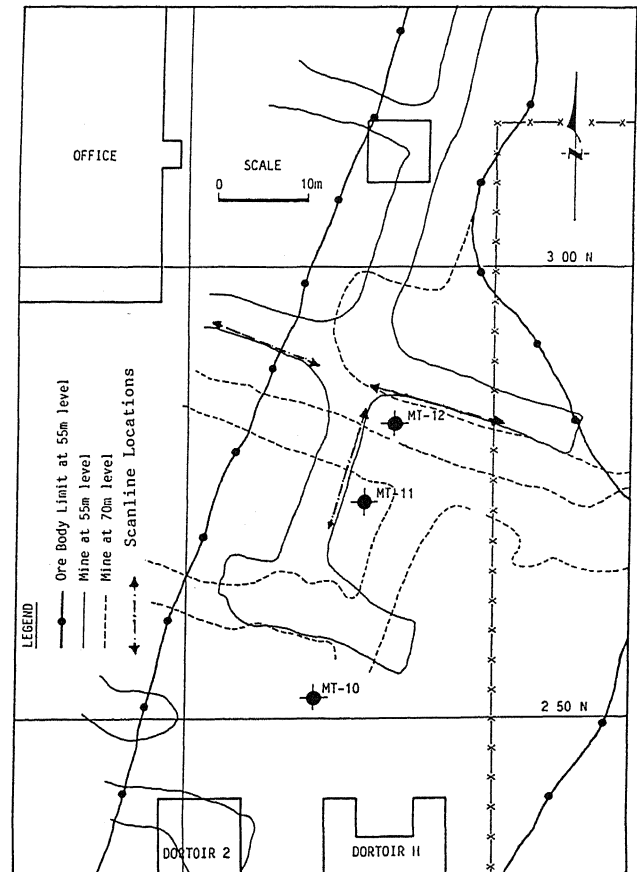 OFFICE
SCALE
0 10m
N
3 00 N
MT-12
MT-11
MT-10
2 50 N
LEGEND
Ore Body Limit at 55m level
Mine at 55m level
Mine at 70m level
Scanline Locations
DORTOIR 2
DORTOIR 11